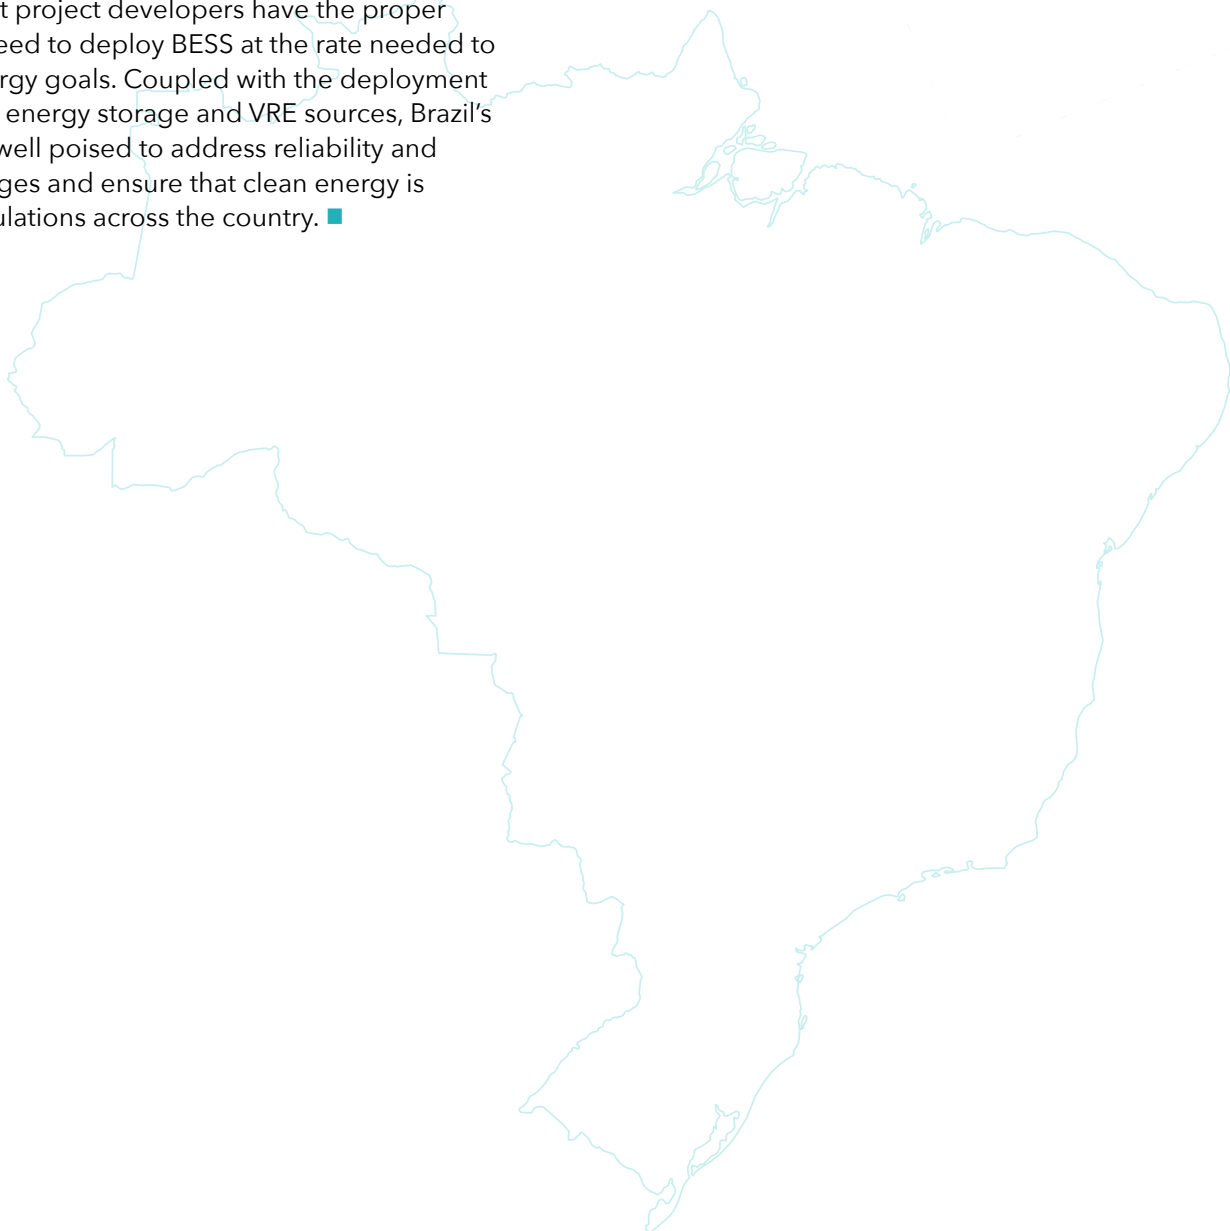 t project developers have the proper
eed to deploy BESS at the rate needed to
rgy goals. Coupled with the deployment
energy storage and VRE sources, Brazil’s
well poised to address reliability and
ges and ensure that clean energy is
ulations across the country. ■